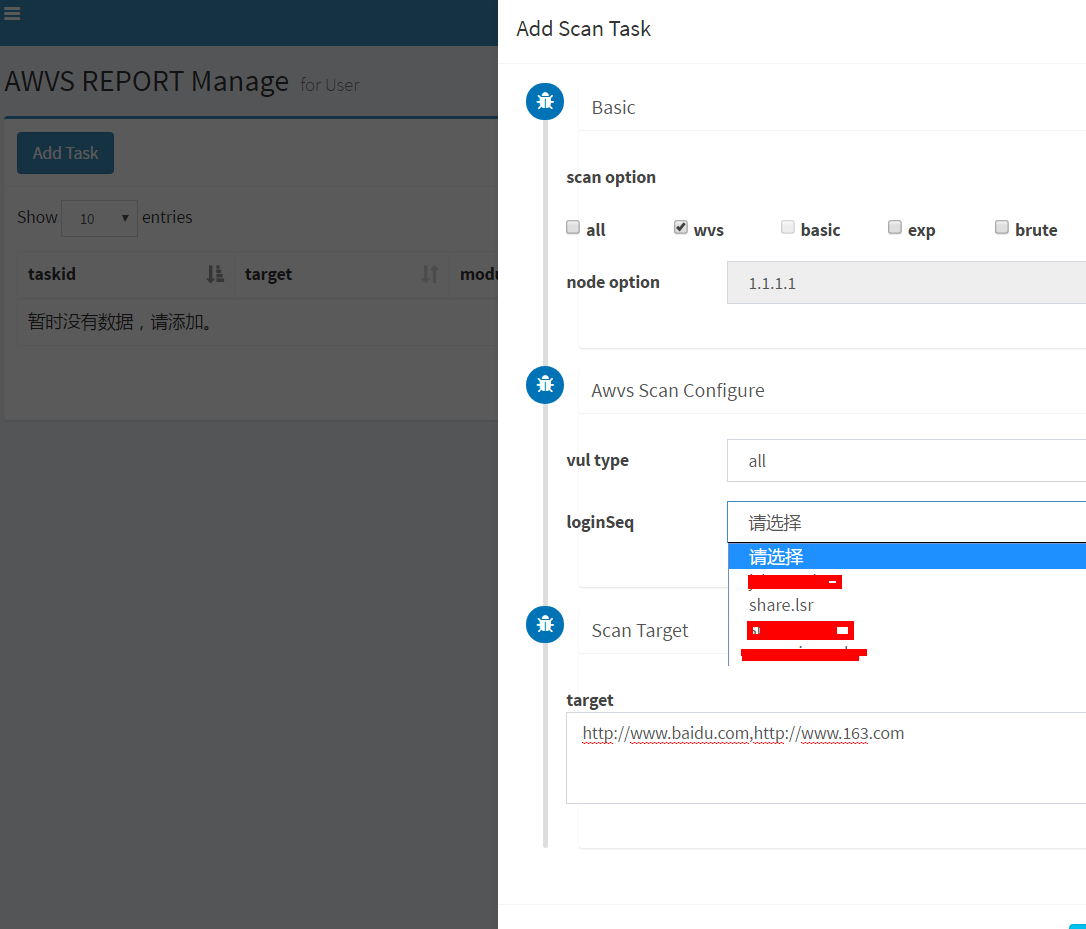 Add Scan Task
AWVS REPORT Manage for User
Add Task
Show 10 entries
taskid target modu
暂时没有数据，请添加。
Basic
scan option
all wvs basic exp brute
node option 1.1.1.1
Awvs Scan Configure
vul type all
loginSeq 请选择
请选择
share.lsr
Scan Target
target
http://www.baidu.com,http://www.163.com